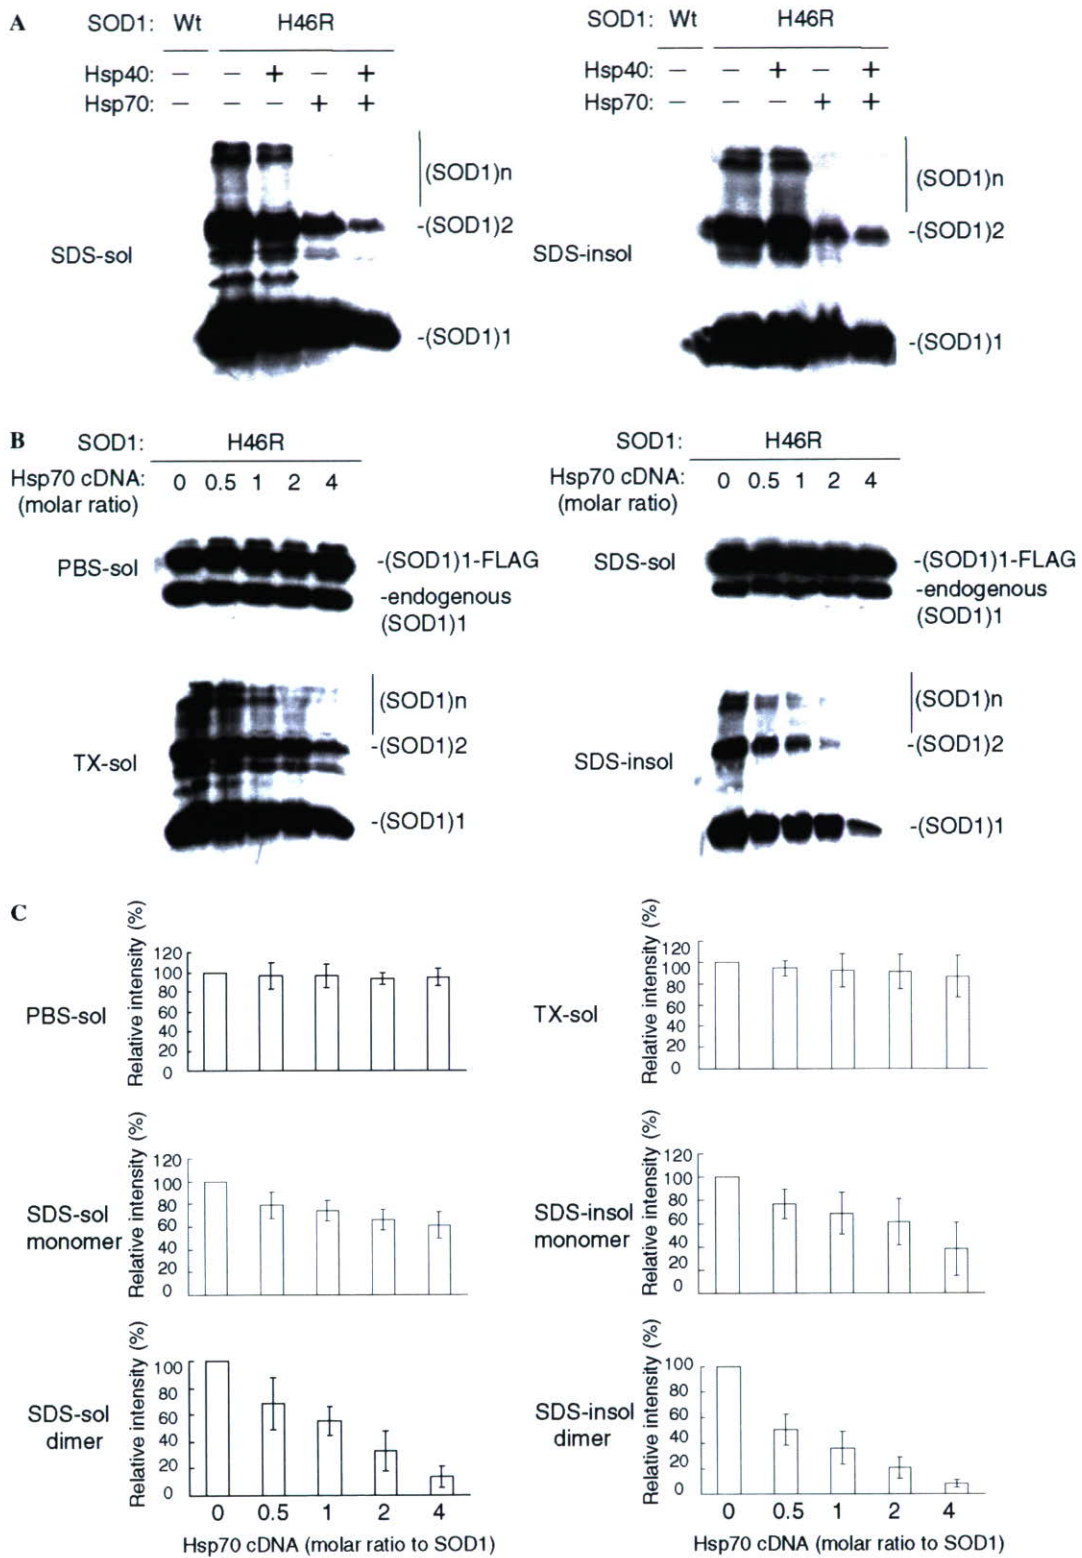 A
SOD1: Wt H46R
Hsp40: – – + – +
Hsp70: – – – + +
SDS-sol
(SOD1)n
-(SOD1)2
-(SOD1)1
SOD1: Wt H46R
Hsp40: – – + – +
Hsp70: – – – + +
SDS-insol
(SOD1)n
-(SOD1)2
-(SOD1)1
B
SOD1: H46R
Hsp70 cDNA: 0 0.5 1 2 4
(molar ratio)
PBS-sol
-(SOD1)1-FLAG
-endogenous
(SOD1)1
TX-sol
(SOD1)n
-(SOD1)2
-(SOD1)1
SOD1: H46R
Hsp70 cDNA: 0 0.5 1 2 4
(molar ratio)
SDS-sol
-(SOD1)1-FLAG
-endogenous
(SOD1)1
SDS-insol
(SOD1)n
-(SOD1)2
-(SOD1)1
C
PBS-sol
Relative intensity (%)
120
100
80
60
40
20
0
TX-sol
Relative intensity (%)
120
100
80
60
40
20
0
SDS-sol
monomer
Relative intensity (%)
120
100
80
60
40
20
0
SDS-insol
monomer
Relative intensity (%)
120
100
80
60
40
20
0
SDS-sol
dimer
Relative intensity (%)
100
80
60
40
20
0
0 0.5 1 2 4
Hsp70 cDNA (molar ratio to SOD1)
SDS-insol
dimer
Relative intensity (%)
100
80
60
40
20
0
0 0.5 1 2 4
Hsp70 cDNA (molar ratio to SOD1)